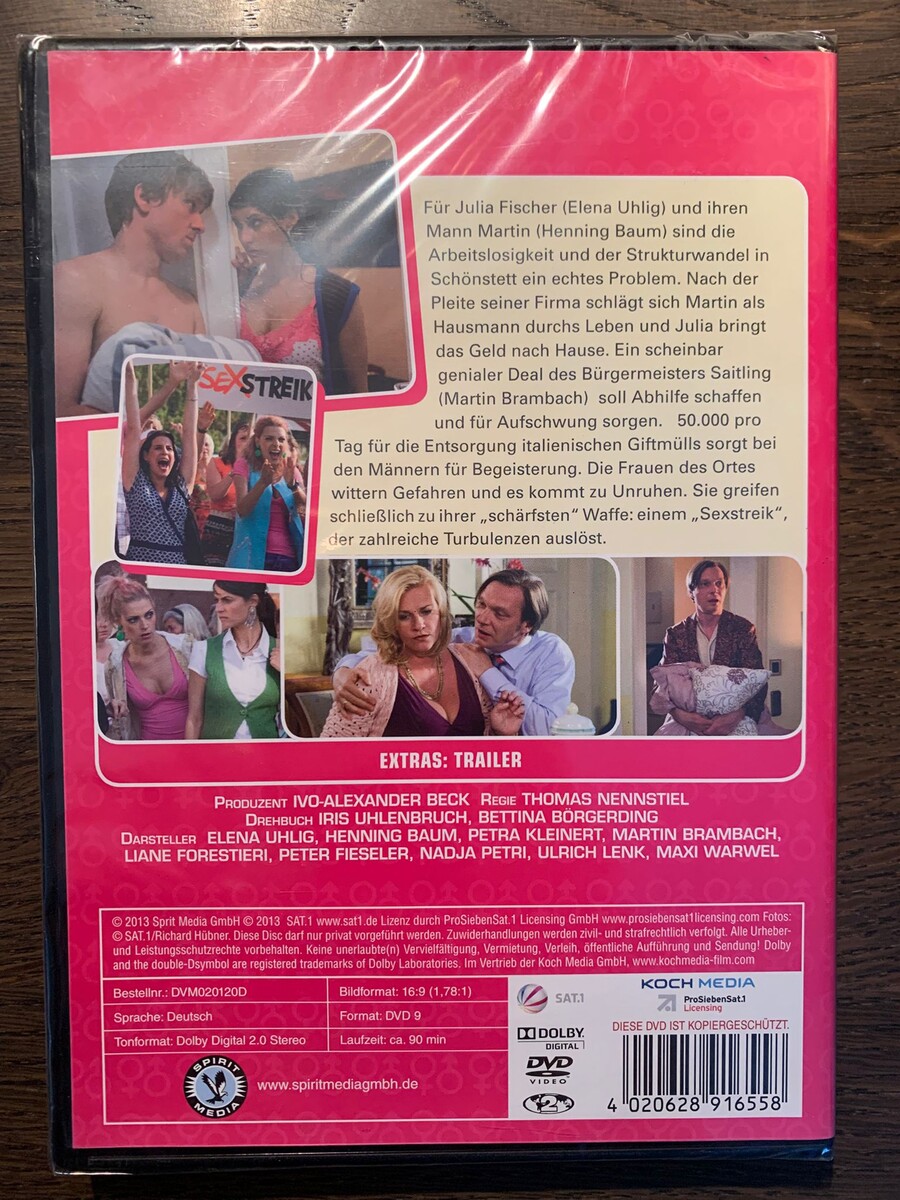 Für Julia Fischer (Elena Uhlig) und ihren
Mann Martin (Henning Baum) sind die
Arbeitslosigkeit und der Strukturwandel in
Schönstett ein echtes Problem. Nach der
Pleite seiner Firma schlägt sich Martin als
Hausmann durchs Leben und Julia bringt
das Geld nach Hause. Ein scheinbar
genialer Deal des Bürgermeisters Saitling
(Martin Brambach) soll Abhilfe schaffen
und für Aufschwung sorgen. 50.000 pro
Tag für die Entsorgung italienischen Giftmülls sorgt bei
den Männern für Begeisterung. Die Frauen des Ortes
wittern Gefahren und es kommt zu Unruhen. Sie greifen
schließlich zu ihrer „schärfsten“ Waffe: einem „Sexstreik“,
der zahlreiche Turbulenzen auslöst.
SEXSTREIK
EXTRAS: TRAILER
PRODUZENT IVO-ALEXANDER BECK REGIE THOMAS NENNSTIEL
DREHBUCH IRIS UHLENBRUCH, BETTINA BÖRGERDING
DARSTELLER ELENA UHLIG, HENNING BAUM, PETRA KLEINERT, MARTIN BRAMBACH,
LIANE FORESTIERI, PETER FIESELER, NADJA PETRI, ULRICH LENK, MAXI WARWEL
© 2013 Sprit Media GmbH © 2013 SAT.1 www.sat1.de Lizenz durch ProSiebenSat.1 Licensing GmbH www.prosiebensat1licensing.com Fotos:
© SAT.1/Richard Hübner. Diese Disc darf nur privat vorgeführt werden. Zuwiderhandlungen werden zivil- und strafrechtlich verfolgt. Alle Urheber-
und Leistungsschutzrechte vorbehalten. Keine unerlaubte(n) Vervielfältigung, Vermietung, Verleih, öffentliche Aufführung und Sendung! Dolby
and the double-Dsymbol are registered trademarks of Dolby Laboratories. Im Vertrieb der Koch Media GmbH, www.kochmedia-film.com
Bestellnr.: DVM020120D
Bildformat: 16:9 (1,78:1)
Sprache: Deutsch
Format: DVD 9
Tonformat: Dolby Digital 2.0 Stereo
Laufzeit: ca. 90 min
SPIRIT
MEDIA
www.spiritmediagmbh.de
SAT.1
DOLBY
DIGITAL
DVD
VIDEO
2
KOCH MEDIA
ProSiebenSat.1
Licensing
DIESE DVD IST KOPIERGESCHÜTZT.
4 020628 916558